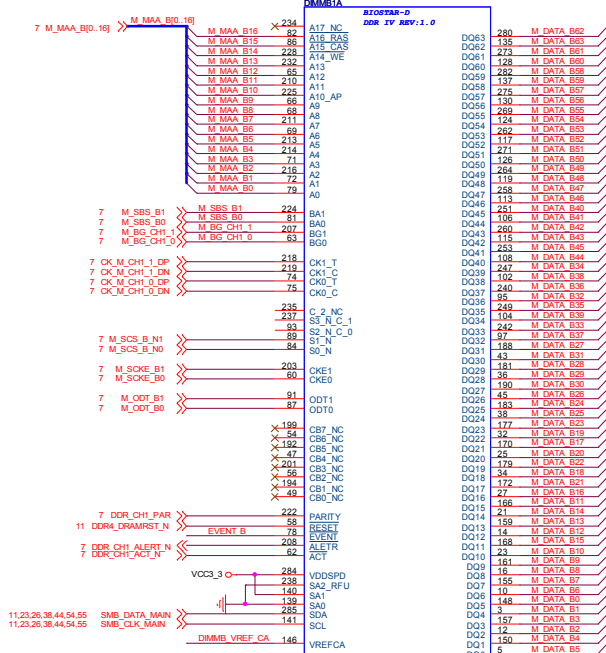 DIMMB1A
BIOSTAR-D
DDR IV REV:1.0
7 M_MAA_B[0..16]
M_MAA_B[0..16]
234 A17_NC
M_MAA_B16 82 A16_RAS
M_MAA_B15 86 A15_CAS
M_MAA_B14 228 A14_WE
M_MAA_B13 232 A13
M_MAA_B12 65 A12
M_MAA_B11 210 A11
M_MAA_B10 225 A10_AP
M_MAA_B9 66 A9
M_MAA_B8 68 A8
M_MAA_B7 211 A7
M_MAA_B6 69 A6
M_MAA_B5 213 A5
M_MAA_B4 214 A4
M_MAA_B3 71 A3
M_MAA_B2 216 A2
M_MAA_B1 72 A1
M_MAA_B0 79 A0
7 M_SBS_B1 M_SBS_B1 224 BA1
7 M_SBS_B0 M_SBS_B0 81 BA0
7 M_BG_CH1_1 M_BG_CH1_1 207 BG1
7 M_BG_CH1_0 M_BG_CH1_0 63 BG0
7 CK_M_CH1_1_DP 218 CK1_T
7 CK_M_CH1_1_DN 219 CK1_C
7 CK_M_CH1_0_DP 74 CK0_T
7 CK_M_CH1_0_DN 75 CK0_C
235 C_2_NC
237 S3_N_C_1
93 S2_N_C_0
7 M_SCS_B_N1 89 S1_N
7 M_SCS_B_N0 84 S0_N
7 M_SCKE_B1 203 CKE1
7 M_SCKE_B0 60 CKE0
7 M_ODT_B1 91 ODT1
7 M_ODT_B0 87 ODT0
199 CB7_NC
54 CB6_NC
192 CB5_NC
47 CB4_NC
201 CB3_NC
56 CB2_NC
194 CB1_NC
49 CB0_NC
7 DDR_CH1_PAR 222 PARITY
11 DDR4_DRAMRST_N 58 RESET
EVENT B 78 EVENT
7 DDR_CH1_ALERT_N 208 ALETR
7 DDR_CH1_ACT_N 62 ACT
VCC3_3 284 VDDSPD
238 SA2_RFU
140 SA1
139 SA0
11,23,26,38,44,54,55 SMB_DATA_MAIN 285 SDA
11,23,26,38,44,54,55 SMB_CLK_MAIN 141 SCL
DIMMB_VREF_CA 146 VREFCA
DQ63 280 M_DATA_B62
DQ62 135 M_DATA_B63
DQ61 273 M_DATA_B61
DQ60 128 M_DATA_B60
DQ59 282 M_DATA_B58
DQ58 137 M_DATA_B59
DQ57 275 M_DATA_B57
DQ56 130 M_DATA_B56
DQ55 269 M_DATA_B55
DQ54 124 M_DATA_B54
DQ53 262 M_DATA_B53
DQ52 117 M_DATA_B52
DQ51 271 M_DATA_B51
DQ50 126 M_DATA_B50
DQ49 264 M_DATA_B49
DQ48 119 M_DATA_B48
DQ47 258 M_DATA_B47
DQ46 113 M_DATA_B46
DQ45 251 M_DATA_B40
DQ44 106 M_DATA_B41
DQ43 260 M_DATA_B42
DQ42 115 M_DATA_B43
DQ41 253 M_DATA_B45
DQ40 108 M_DATA_B44
DQ39 247 M_DATA_B34
DQ38 102 M_DATA_B38
DQ37 240 M_DATA_B36
DQ36 95 M_DATA_B32
DQ35 249 M_DATA_B35
DQ34 104 M_DATA_B39
DQ33 242 M_DATA_B33
DQ32 97 M_DATA_B37
DQ31 188 M_DATA_B27
DQ30 43 M_DATA_B31
DQ29 181 M_DATA_B28
DQ28 36 M_DATA_B29
DQ27 190 M_DATA_B30
DQ26 45 M_DATA_B26
DQ25 183 M_DATA_B24
DQ24 38 M_DATA_B25
DQ23 177 M_DATA_B23
DQ22 32 M_DATA_B19
DQ21 170 M_DATA_B17
DQ20 25 M_DATA_B20
DQ19 179 M_DATA_B22
DQ18 34 M_DATA_B18
DQ17 172 M_DATA_B21
DQ16 27 M_DATA_B16
DQ15 166 M_DATA_B11
DQ14 21 M_DATA_B14
DQ13 159 M_DATA_B13
DQ12 14 M_DATA_B12
DQ11 168 M_DATA_B15
DQ10 23 M_DATA_B10
DQ9 161 M_DATA_B9
DQ8 16 M_DATA_B8
DQ7 155 M_DATA_B7
DQ6 10 M_DATA_B6
DQ5 148 M_DATA_B0
DQ4 3 M_DATA_B1
DQ3 157 M_DATA_B3
DQ2 12 M_DATA_B2
DQ1 150 M_DATA_B4
5 M_DATA_B5